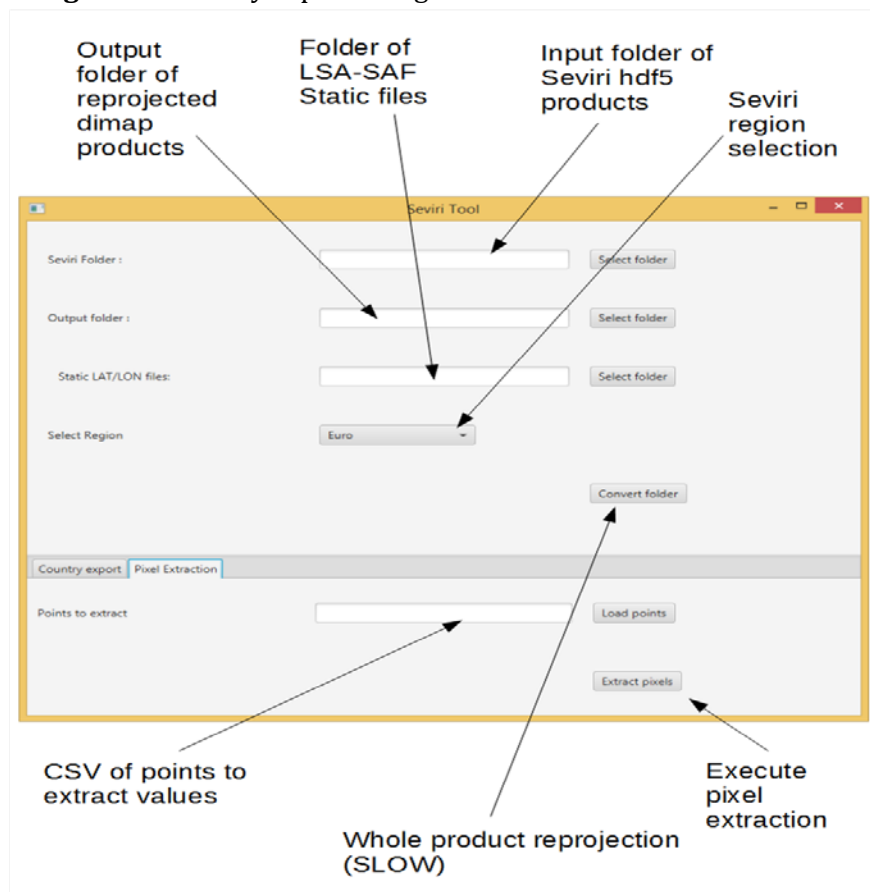 Output
folder of
reprojected
dimap
products
Folder of
LSA-SAF
Static files
Input folder of
Seviri hdf5
products
Seviri
region
selection
Seviri Tool
Seviri Folder :
Select folder
Output folder :
Select folder
Static LAT/LON files:
Select folder
Select Region
Euro
Convert folder
Country export
Pixel Extraction
Points to extract
Load points
Extract pixels
CSV of points to
extract values
Whole product reprojection
(SLOW)
Execute
pixel
extraction